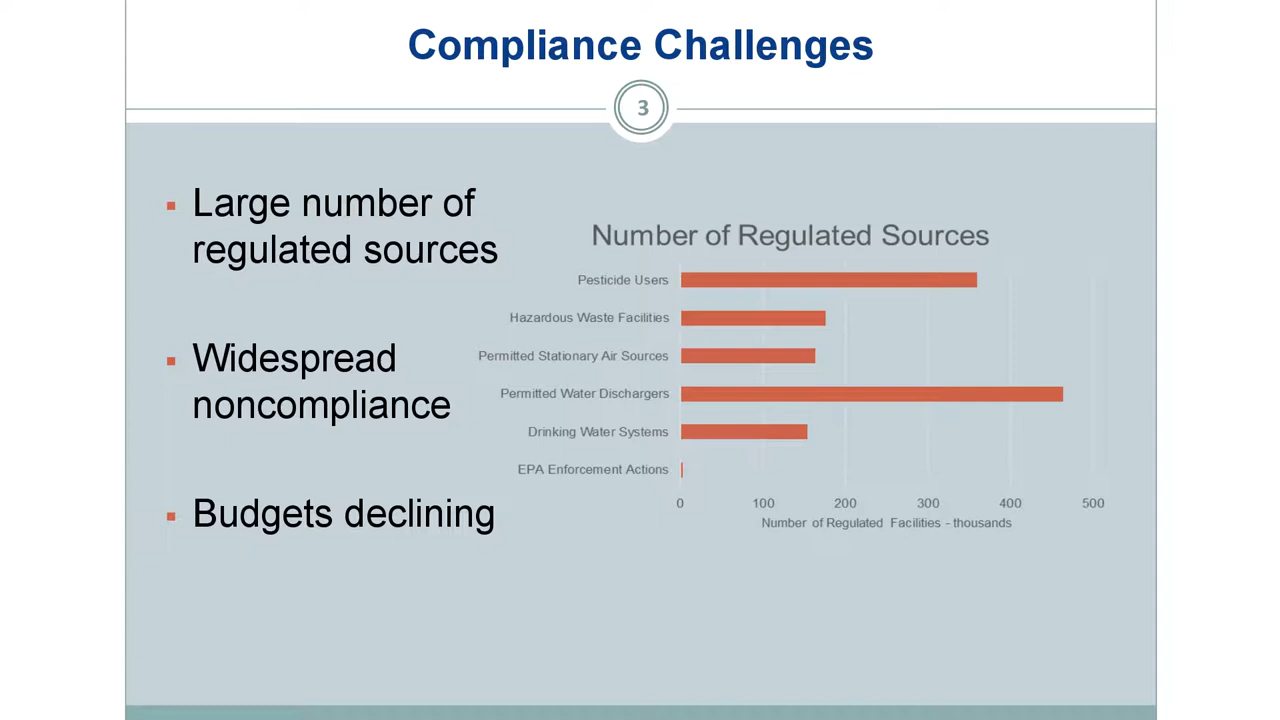 Compliance Challenges
3
Large number of
regulated sources
Widespread
noncompliance
Budgets declining
Number of Regulated Sources
Pesticide Users
Hazardous Waste Facilities
Permitted Stationary Air Sources
Permitted Water Dischargers
Drinking Water Systems
EPA Enforcement Actions
0 100 200 300 400 500
Number of Regulated Facilities - thousands